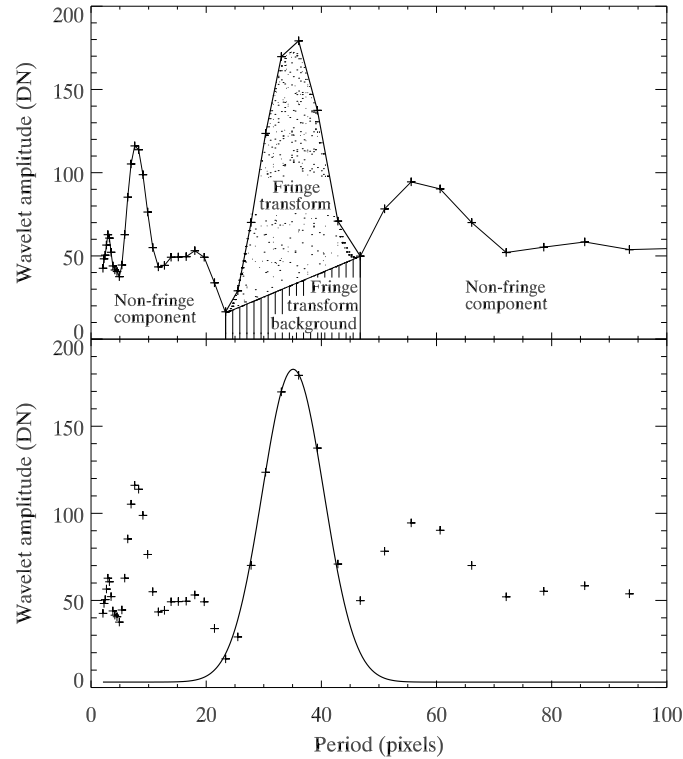 200
150
100
50
0
Wavelet amplitude (DN)
Fringe
transform
Non-fringe
component
Fringe
transform
background
Non-fringe
component
200
150
100
50
0
Wavelet amplitude (DN)
0 20 40 60 80 100
Period (pixels)